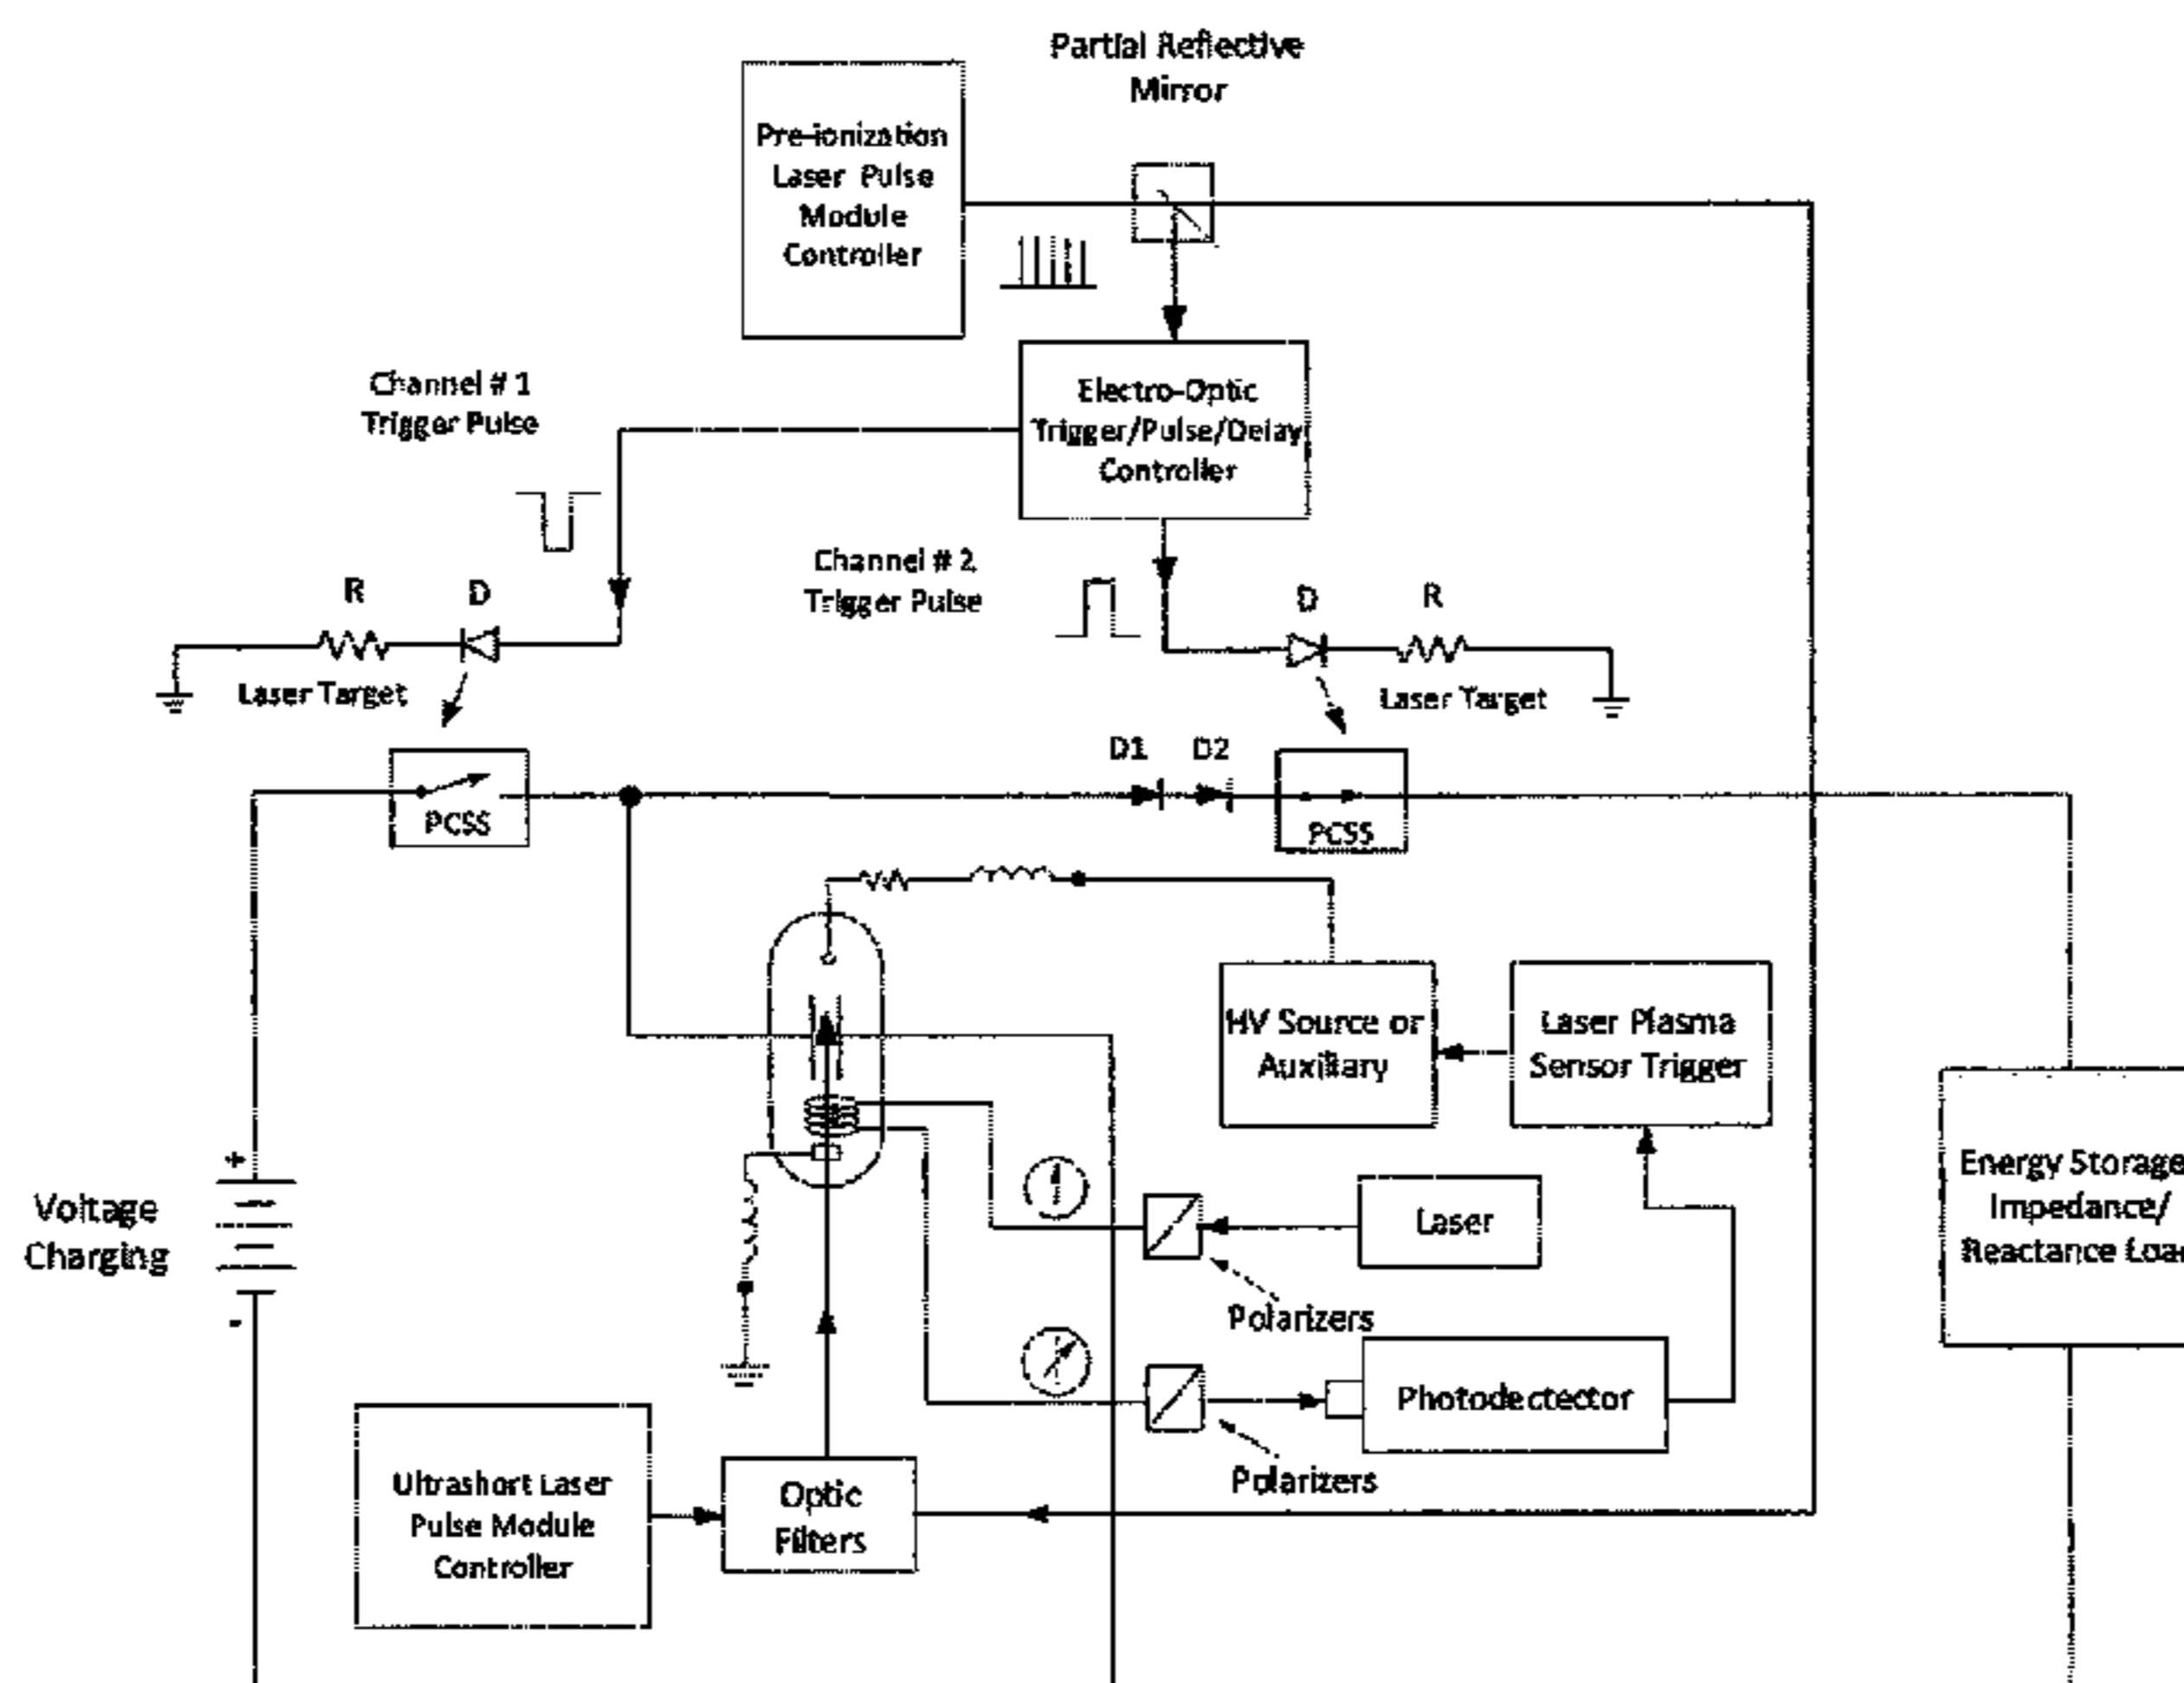 Partial Reflective
Mirror
Pre-ionization
Laser Pulse
Module
Controller
Channel # 1
Trigger Pulse
Electro-Optic
Trigger/Pulse/Delay
Controller
Channel # 2
Trigger Pulse
R
D
D
R
Laser Target
Laser Target
D1
D2
PCSS
PCSS
HV Source or
Auxiliary
Laser Plasma
Sensor Trigger
+
Voltage
Charging
-
Energy Storage
Impedance/
Reactance Loa
Laser
Polarizers
Photodectector
Polarizers
Ultrashort Laser
Pulse Module
Controller
Optic
Filters